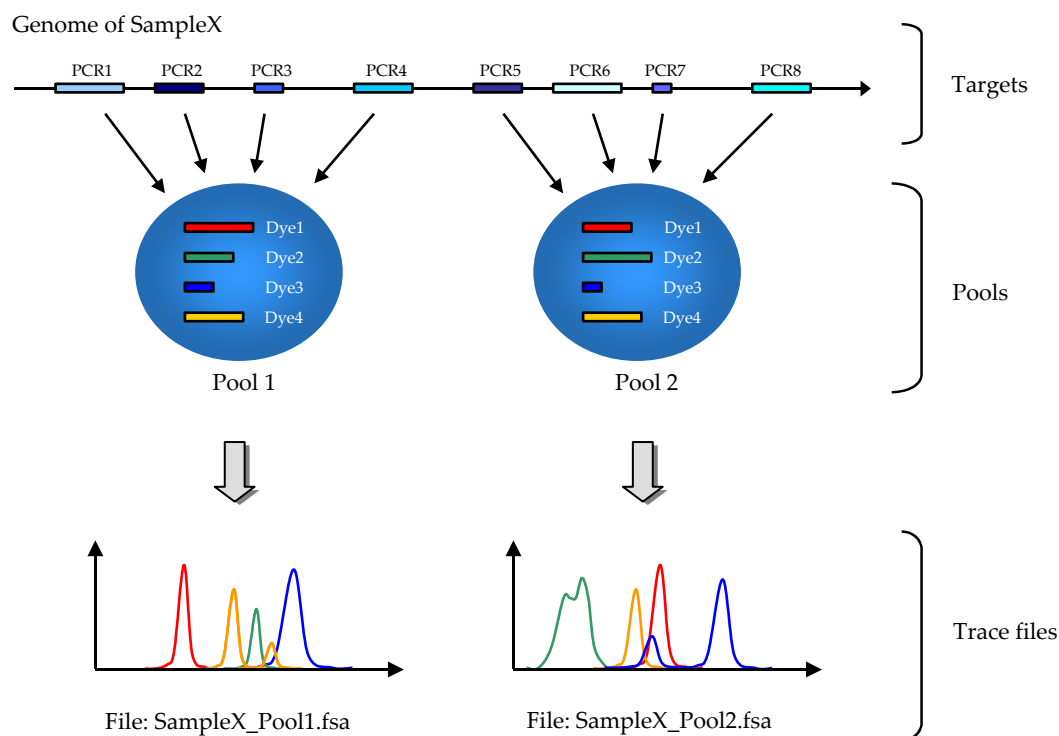 Genome of SampleX
PCR1 PCR2 PCR3 PCR4 PCR5 PCR6 PCR7 PCR8
Targets
Dye1
Dye2
Dye3
Dye4
Pool 1
Dye1
Dye2
Dye3
Dye4
Pool 2
Pools
Trace files
File: SampleX_Pool1.fsa
File: SampleX_Pool2.fsa